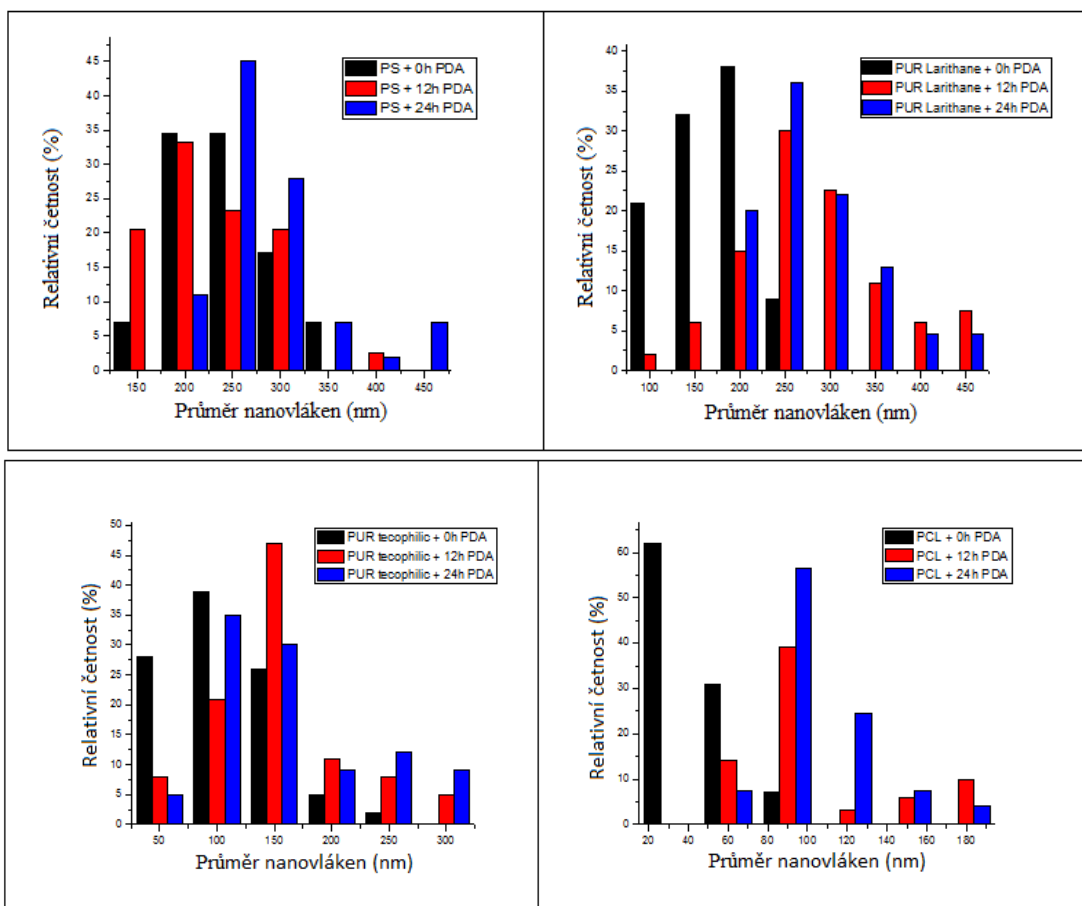 Relativní četnost (%)
45
40
35
30
25
20
15
10
5
0
PS + 0h PDA
PS + 12h PDA
PS + 24h PDA
150 200 250 300 350 400 450
Průměr nanovláken (nm)
Relativní četnost (%)
40
35
30
25
20
15
10
5
0
PUR Larithane + 0h PDA
PUR Larithane + 12h PDA
PUR Larithane + 24h PDA
100 150 200 250 300 350 400 450
Průměr nanovláken (nm)
Relativní četnost (%)
50
45
40
35
30
25
20
15
10
5
0
PUR tecophilic + 0h PDA
PUR tecophilic + 12h PDA
PUR tecophilic + 24h PDA
50 100 150 200 250 300
Průměr nanovláken (nm)
Relativní četnost (%)
60
50
40
30
20
10
0
PCL + 0h PDA
PCL + 12h PDA
PCL + 24h PDA
20 40 60 80 100 120 140 160 180
Průměr nanovláken (nm)